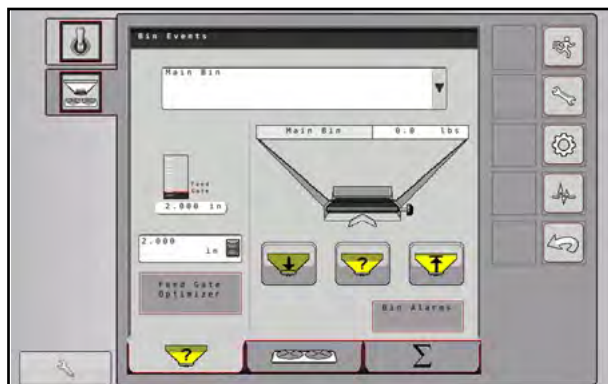 Bin Events
Main Bin
Main Bin 0.0 lbs
Feed
Gate
2.000 in
2.000
in
Feed Gate
Optimizer
?
Bin Alarms
?
Σ